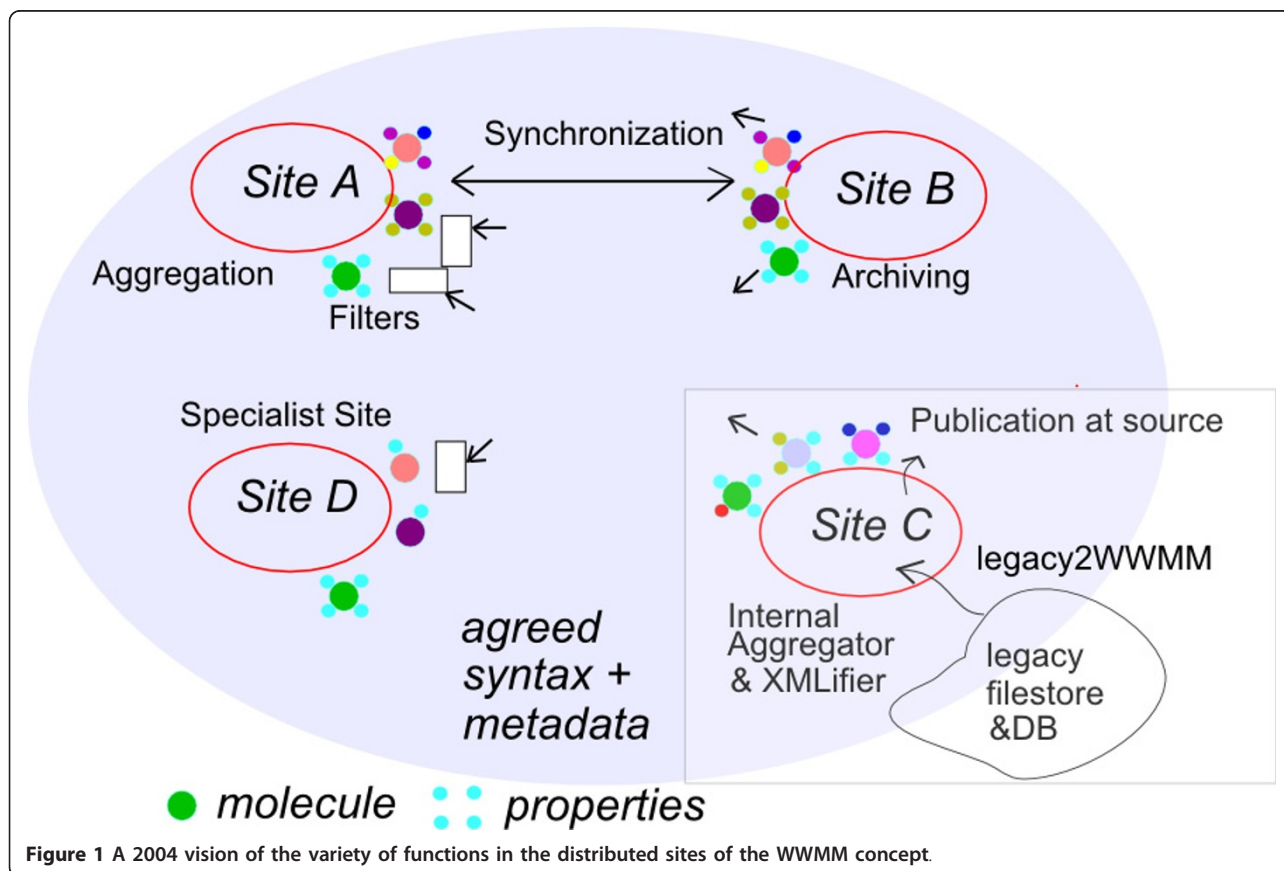 Synchronization
Site A
Site B
Aggregation
Filters
Archiving
Specialist Site
Site D
Publication at source
Site C
legacy2WWMM
Internal
Aggregator
& XMLifier
legacy
filestore
&DB
agreed
syntax +
metadata
molecule
properties
Figure 1 A 2004 vision of the variety of functions in the distributed sites of the WWMM concept.